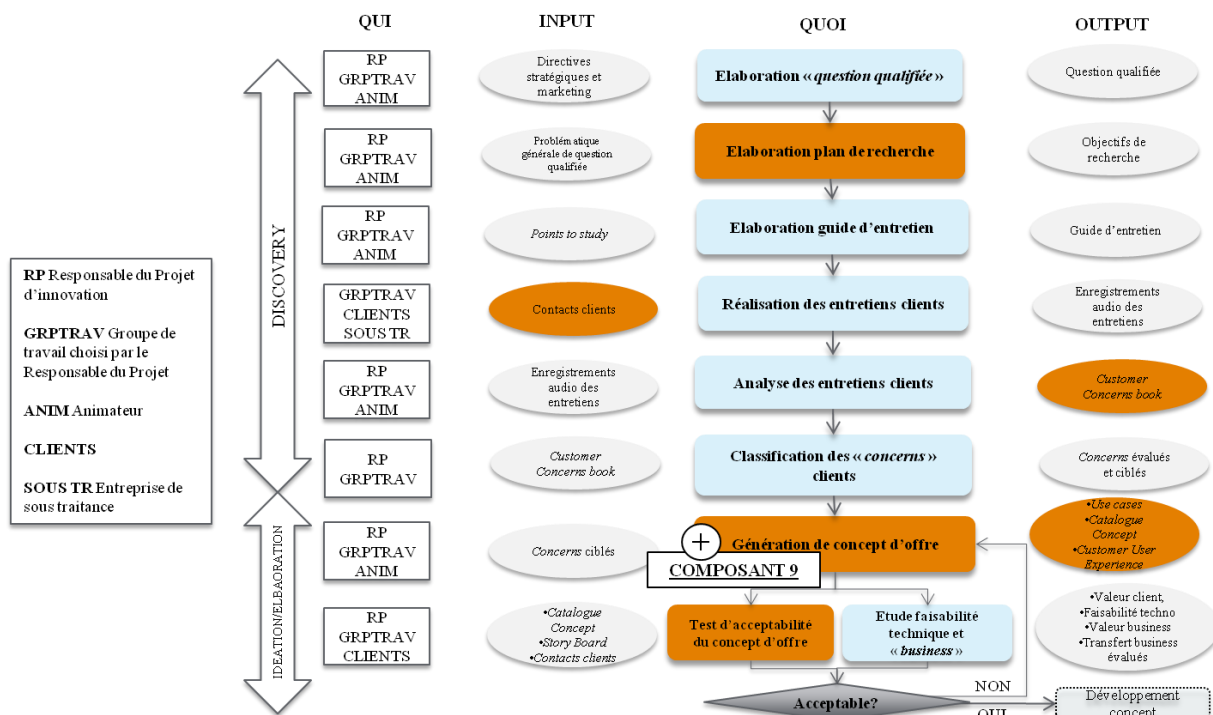 QUI
INPUT
QUOI
OUTPUT
RP
GRPTRAV
ANIM
Directives
stratégiques et
marketing
Elaboration « question qualifiée »
Question qualifiée
RP
GRPTRAV
ANIM
Problématique
générale de question
qualifiée
Elaboration plan de recherche
Objectifs de
recherche
RP
GRPTRAV
ANIM
Points to study
Elaboration guide d'entretien
Guide d'entretien
GRPTRAV
CLIENTS
SOUS TR
Contacts clients
Réalisation des entretiens clients
Enregistrements
audio des
entretiens
RP
GRPTRAV
ANIM
Enregistrements
audio des
entretiens
Analyse des entretiens clients
Customer
Concerns book
RP
GRPTRAV
Customer
Concerns book
Classification des « concerns »
clients
Concerns évalués
et ciblés
RP
GRPTRAV
ANIM
Concerns ciblés
Génération de concept d'offre
+
COMPOSANT 9
•Use cases
•Catalogue
Concept
•Customer User
Experience
RP
GRPTRAV
CLIENTS
•Catalogue
Concept
•Story Board
•Contacts clients
Test d'acceptabilité
du concept d'offre
Etude faisabilité
technique et
« business »
•Valeur client,
•Faisabilité techno
•Valeur business
•Transfert business
évalués
Acceptable?
NON
OUI
Développement
concept
DISCOVERY
IDEATION/ELBAORATION
RP Responsable du Projet
d'innovation
GRPTRAV Groupe de
travail choisi par le
Responsable du Projet
ANIM Animateur
CLIENTS
SOUS TR Entreprise de
sous traitance